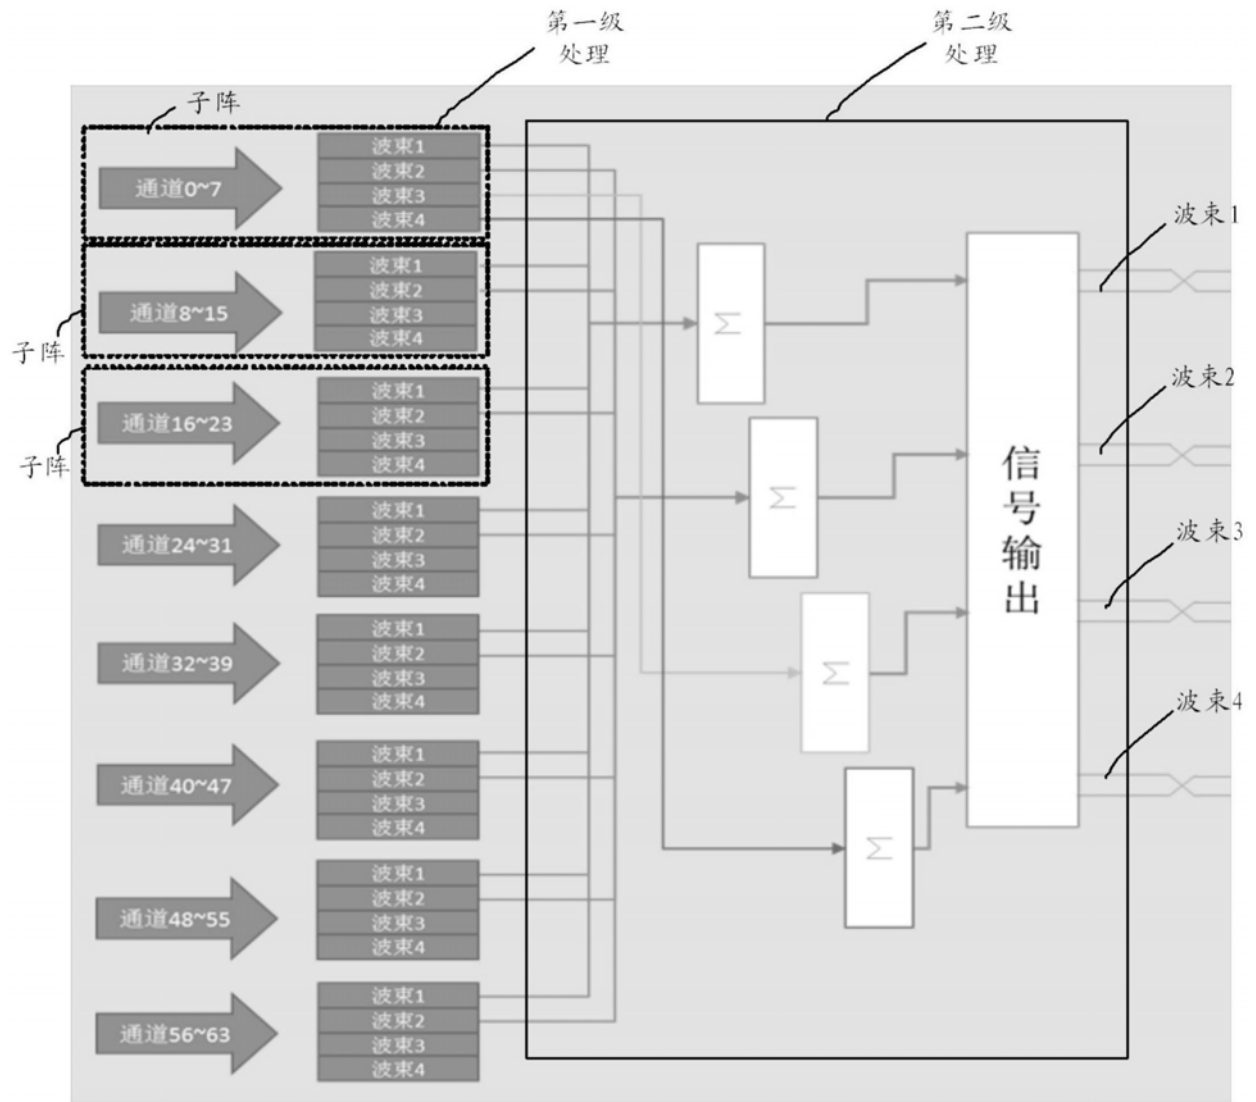 第一级
处理
第二级
处理
子阵
通道0~7
波束1
波束2
波束3
波束4
子阵
通道8~15
波束1
波束2
波束3
波束4
子阵
通道16~23
波束1
波束2
波束3
波束4
通道24~31
波束1
波束2
波束3
波束4
通道32~39
波束1
波束2
波束3
波束4
通道40~47
波束1
波束2
波束3
波束4
通道48~55
波束1
波束2
波束3
波束4
通道56~63
波束1
波束2
波束3
波束4
Σ
Σ
Σ
Σ
信
号
输
出
波束1
波束2
波束3
波束4